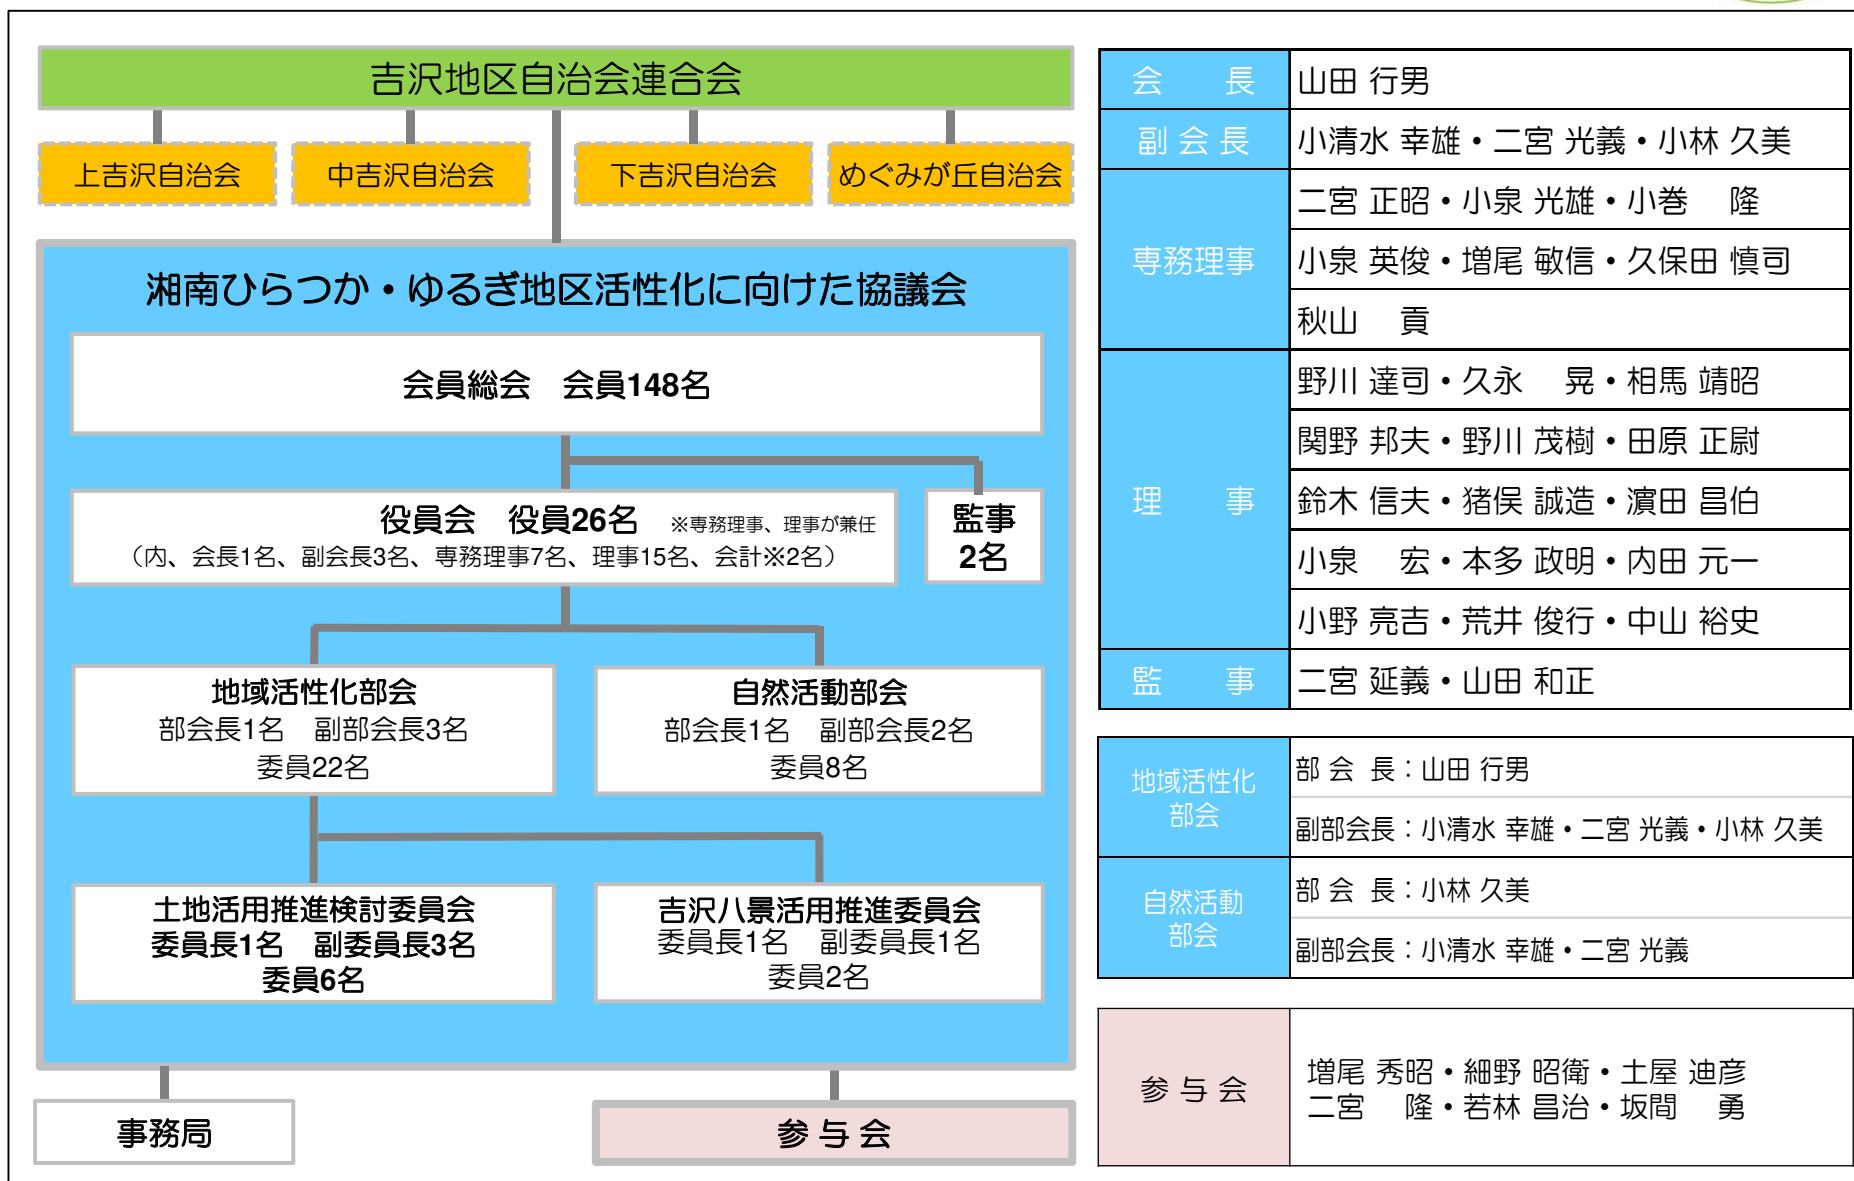 吉沢地区自治会連合会
上吉沢自治会
中吉沢自治会
下吉沢自治会
めぐみが丘自治会
湘南ひらつか・ゆるぎ地区活性化に向けた協議会
会員総会　会員148名
役員会　役員26名　※専務理事、理事が兼任
（内、会長1名、副会長3名、専務理事7名、理事15名、会計※2名）
監事
2名
地域活性化部会
部会長1名　副部会長3名
委員22名
自然活動部会
部会長1名　副部会長2名
委員8名
土地活用推進検討委員会
委員長1名　副委員長3名
委員6名
吉沢八景活用推進委員会
委員長1名　副委員長1名
委員2名
事務局
参与会
会　長　山田 行男
副会長　小清水 幸雄・二宮 光義・小林 久美
専務理事
二宮 正昭・小泉 光雄・小巻　隆
小泉 英俊・増尾 敏信・久保田 慎司
秋山　貢
理　事
野川 達司・久永　晃・相馬 靖昭
関野 邦夫・野川 茂樹・田原 正尉
鈴木 信夫・猪俣 誠造・濵田 昌伯
小泉　宏・本多 政明・内田 元一
小野 亮吉・荒井 俊行・中山 裕史
監　事　二宮 延義・山田 和正
地域活性化
部会
部会長：山田 行男
副部会長：小清水 幸雄・二宮 光義・小林 久美
自然活動
部会
部会長：小林 久美
副部会長：小清水 幸雄・二宮 光義
参与会
増尾 秀昭・細野 昭衛・土屋 迪彦
二宮　隆・若林 昌治・坂間　勇